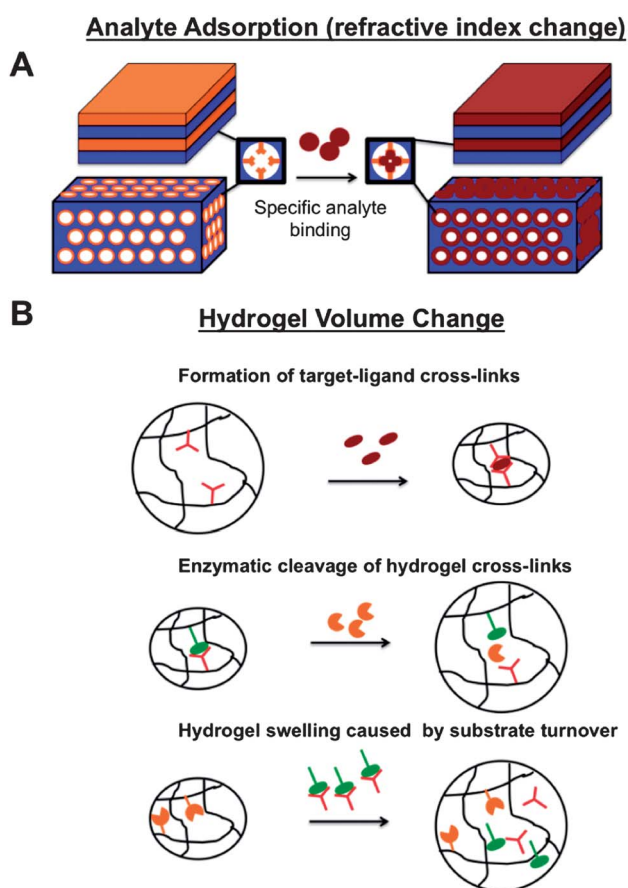 Analyte Adsorption (refractive index change)
A
Specific analyte
binding
B
Hydrogel Volume Change
Formation of target-ligand cross-links
Enzymatic cleavage of hydrogel cross-links
Hydrogel swelling caused by substrate turnover